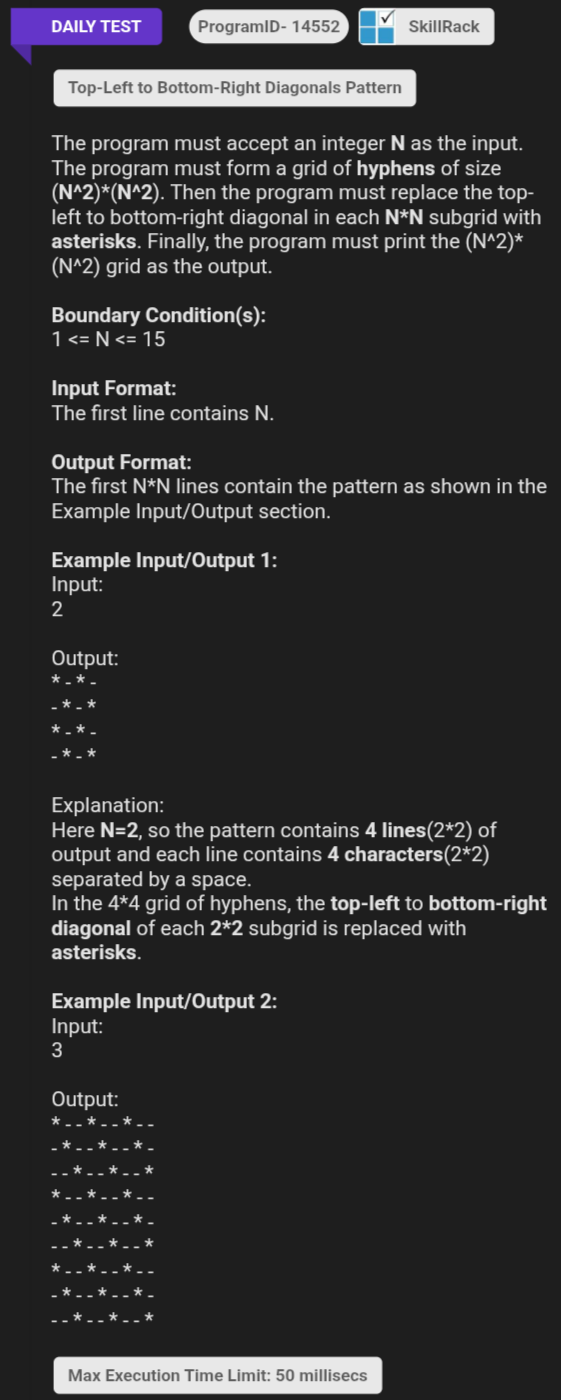 DAILY TEST
ProgramID- 14552
SkillRack
Top-Left to Bottom-Right Diagonals Pattern
The program must accept an integer N as the input.
The program must form a grid of hyphens of size
(N^2)*(N^2). Then the program must replace the top-
left to bottom-right diagonal in each N*N subgrid with
asterisks. Finally, the program must print the (N^2)*
(N^2) grid as the output.
Boundary Condition(s):
1 <= N <= 15
Input Format:
The first line contains N.
Output Format:
The first N*N lines contain the pattern as shown in the
Example Input/Output section.
Example Input/Output 1:
Input:
2
Output:
* - * -
- * - *
* - * -
- * - *
Explanation:
Here N=2, so the pattern contains 4 lines(2*2) of
output and each line contains 4 characters(2*2)
separated by a space.
In the 4*4 grid of hyphens, the top-left to bottom-right
diagonal of each 2*2 subgrid is replaced with
asterisks.
Example Input/Output 2:
Input:
3
Output:
* - - * - - * - -
- * - - * - - * -
- - * - - * - - *
* - - * - - * - -
- * - - * - - * -
- - * - - * - - *
* - - * - - * - -
- * - - * - - * -
- - * - - * - - *
Max Execution Time Limit: 50 millisecs